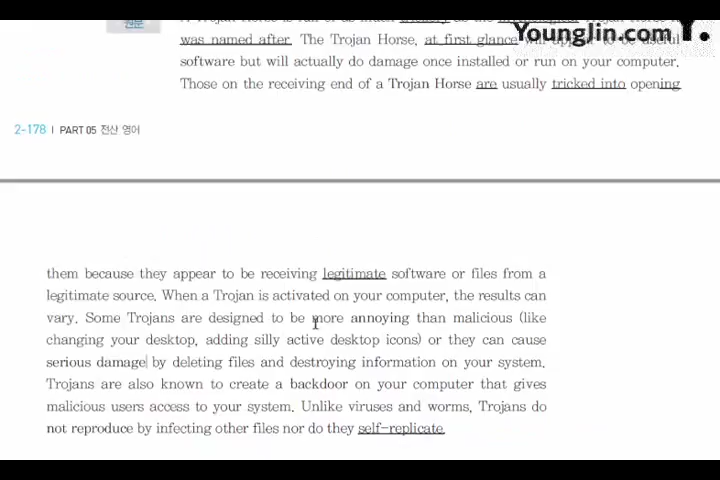 A Trojan Horse is full of as much trickery as the mythological Trojan Horse
was named after. The Trojan Horse, at first glance will appear to be useful
Younglin.com Y.
software but will actually do damage once installed or run on your computer.
Those on the receiving end of a Trojan Horse are usually tricked into opening
2-178 | PART 05 전산 영어
them because they appear to be receiving legitimate software or files from a
legitimate source. When a Trojan is activated on your computer, the results can
vary. Some Trojans are designed to be more annoying than malicious (like
changing your desktop, adding silly active desktop icons) or they can cause
serious damage by deleting files and destroying information on your system.
Trojans are also known to create a backdoor on your computer that gives
malicious users access to your system. Unlike viruses and worms, Trojans do
not reproduce by infecting other files nor do they self-replicate.